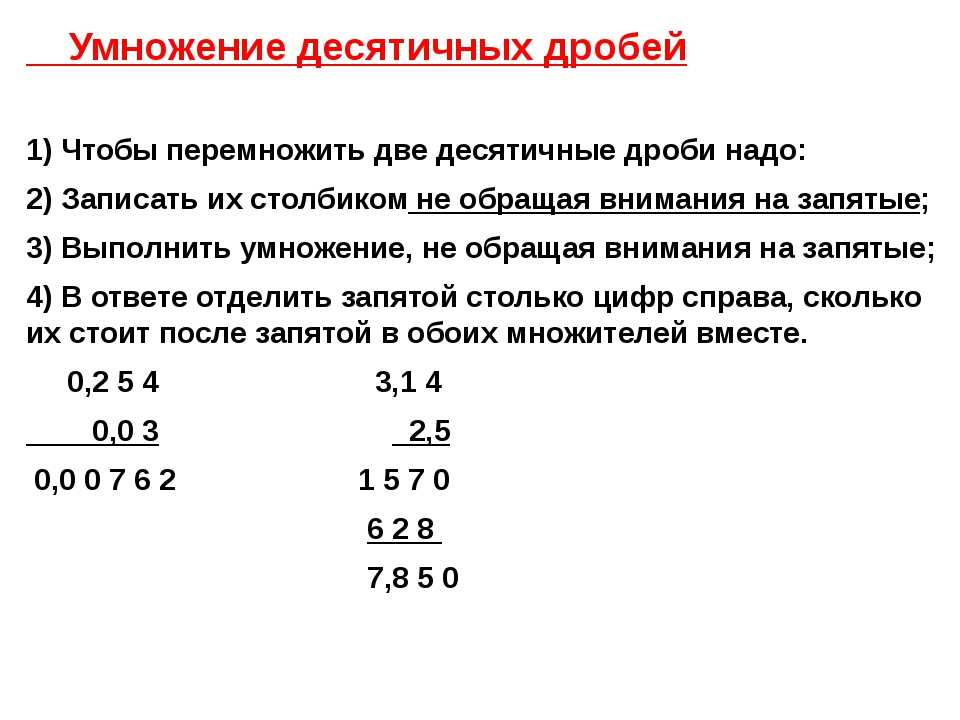 Умножение десятичных дробей
1) Чтобы перемножить две десятичные дроби надо:
2) Записать их столбиком не обращая внимания на запятые;
3) Выполнить умножение, не обращая внимания на запятые;
4) В ответе отделить запятой столько цифр справа, сколько
их стоит после запятой в обоих множителей вместе.
0,2 5 4 3,1 4
0,0 3 2,5
0,0 0 7 6 2 1 5 7 0
6 2 8
7,8 5 0